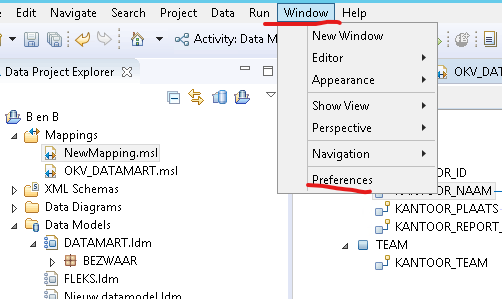 Edit Navigate Search Project Data Run Window Help
Activity: Data M
New Window
Editor
Appearance
Show View
Perspective
Navigation
Preferences
Data Project Explorer
B en B
Mappings
NewMapping.msl
OKV_DATAMART.msl
XML Schemas
Data Diagrams
Data Models
DATAMART.ldm
BEZWAAR
FLEKS.ldm
Nieuw datamodel.ldm
OKV_DA
OOR_ID
KANTOOR_NAAM
KANTOOR_PLAATS
KANTOOR_REPORT_
TEAM
KANTOOR_TEAM